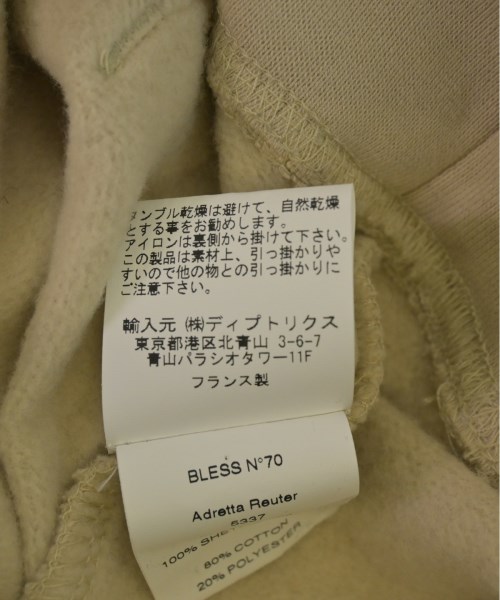 タンブル乾燥は避けて、自然乾燥
とする事をお勧めします。
アイロンは裏側から掛けて下さい。
この製品は素材上、引っ掛かりや
すいので他の物との引っ掛かりに
ご注意下さい。
輸入元 (株)ディプトリクス
東京都港区北青山 3-6-7
青山パラシオタワー11F
フランス製
BLESS N°70
Adretta Reuter
5337
100%
80% COTTON
20% POLYESTER